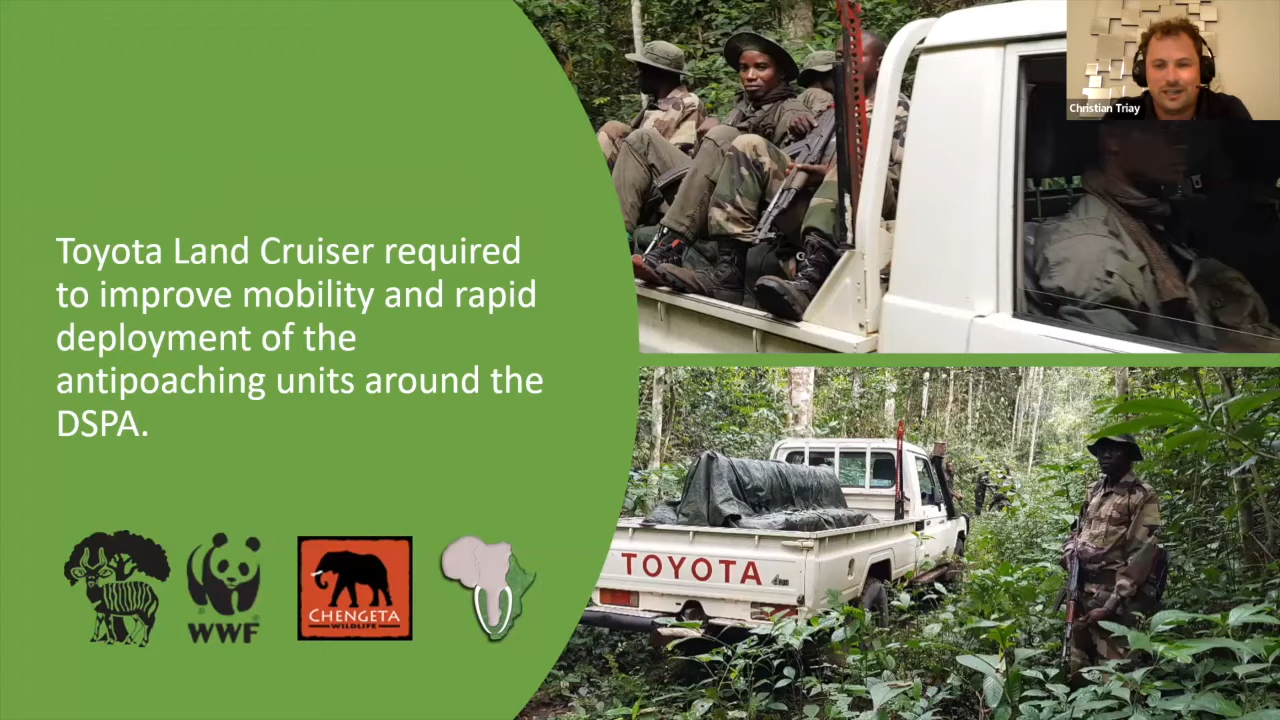 Christian Triay
Toyota Land Cruiser required
to improve mobility and rapid
deployment of the
antipoaching units around the
DSPA.
WWF
CHENGETA
WILDLIFE
TOYOTA